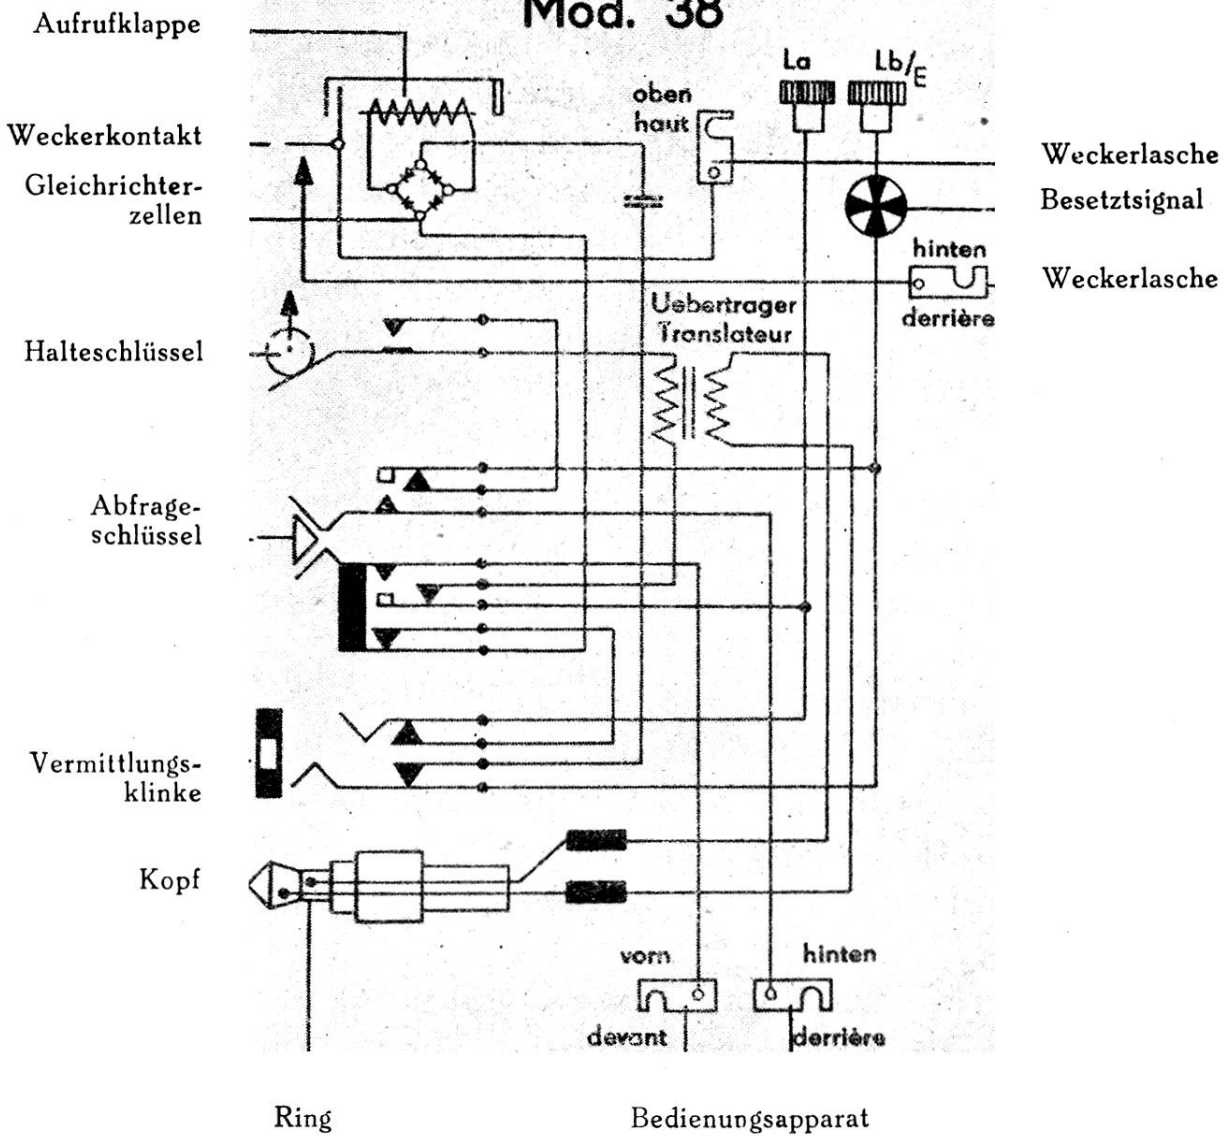 Mod. 38
Aufrufklappe
La
Lb/E
oben
haut
Weckerkontakt
Weckerlasche
Gleichrichter-
zellen
Besetztsignal
hinten
Weckerlasche
derrière
Uebertrager
Translateur
Halteschlüssel
Abfrage-
schlüssel
Vermittlungs-
klinke
Kopf
vorn
hinten
devant
derrière
Ring
Bedienungsapparat